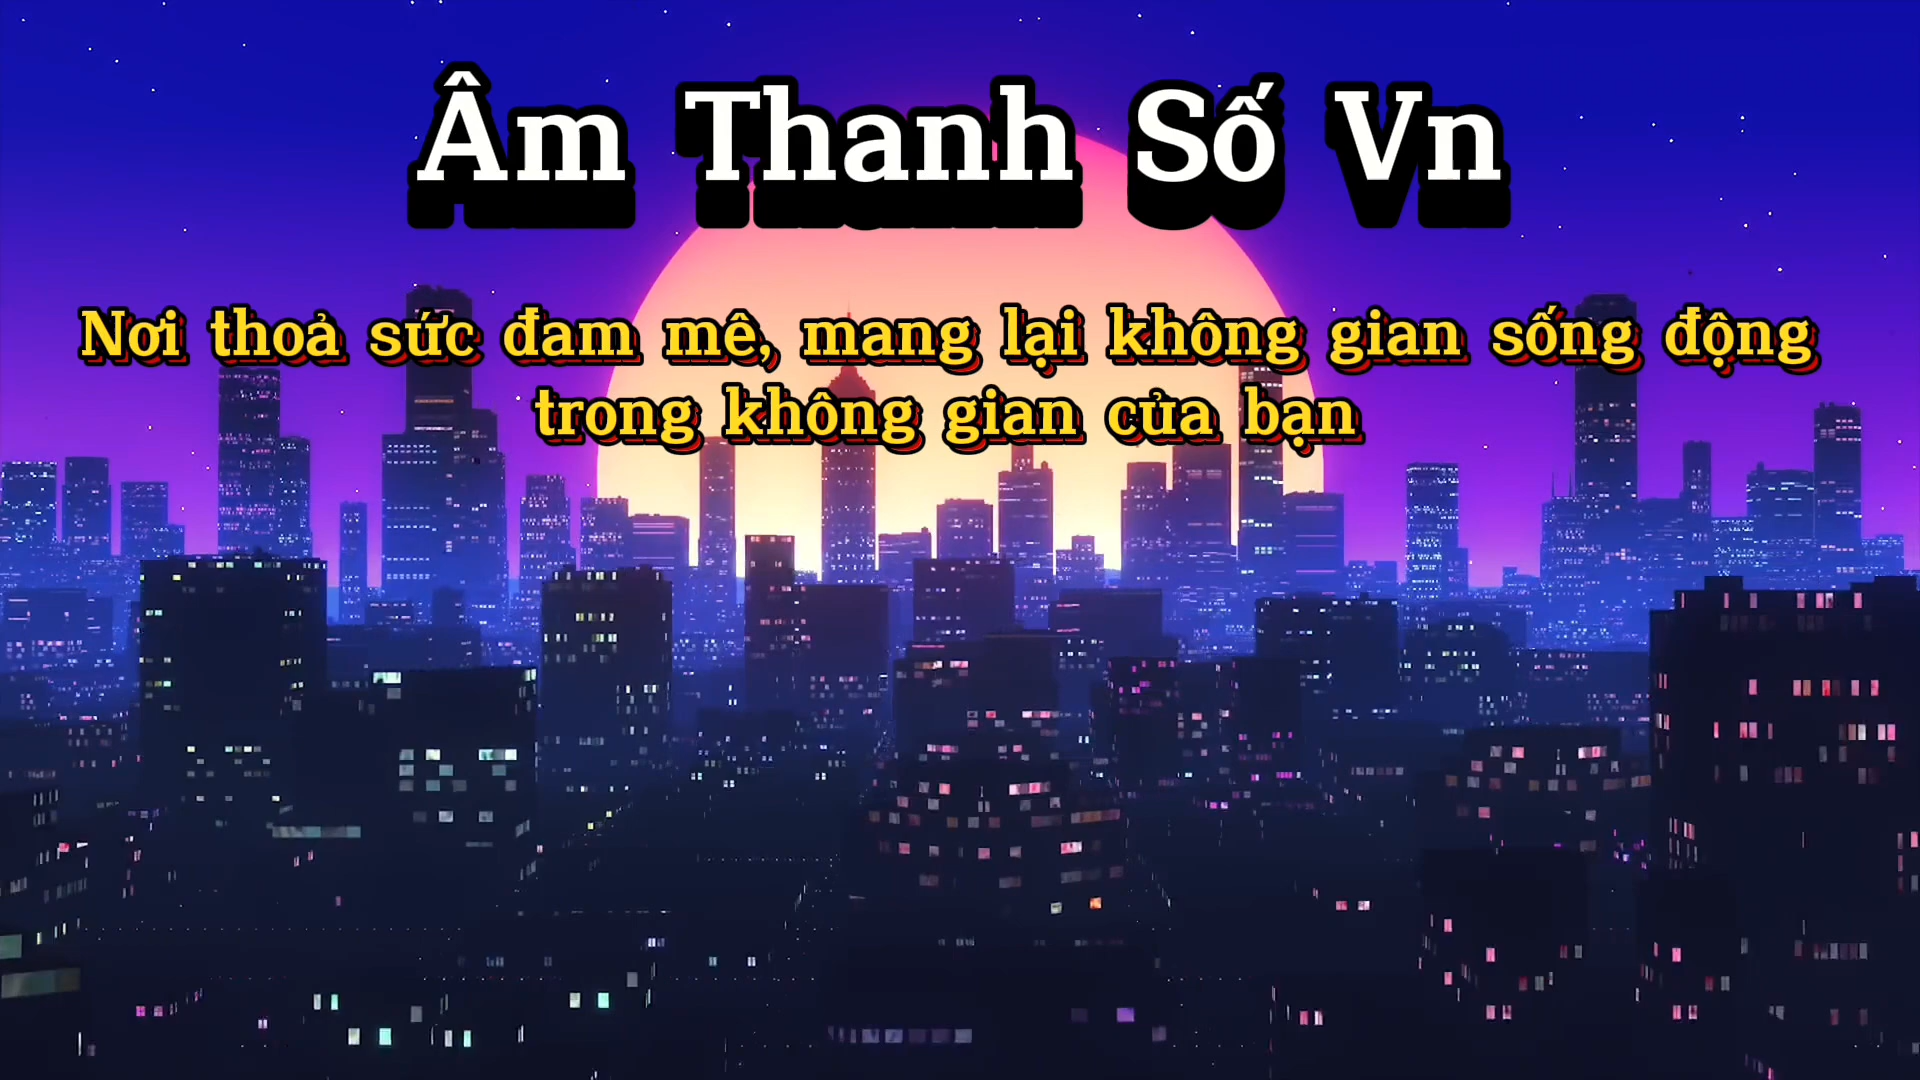 Âm Thanh Số Vn
Nơi thoả sức đam mê, mang lại không gian sống động
trong không gian của bạn